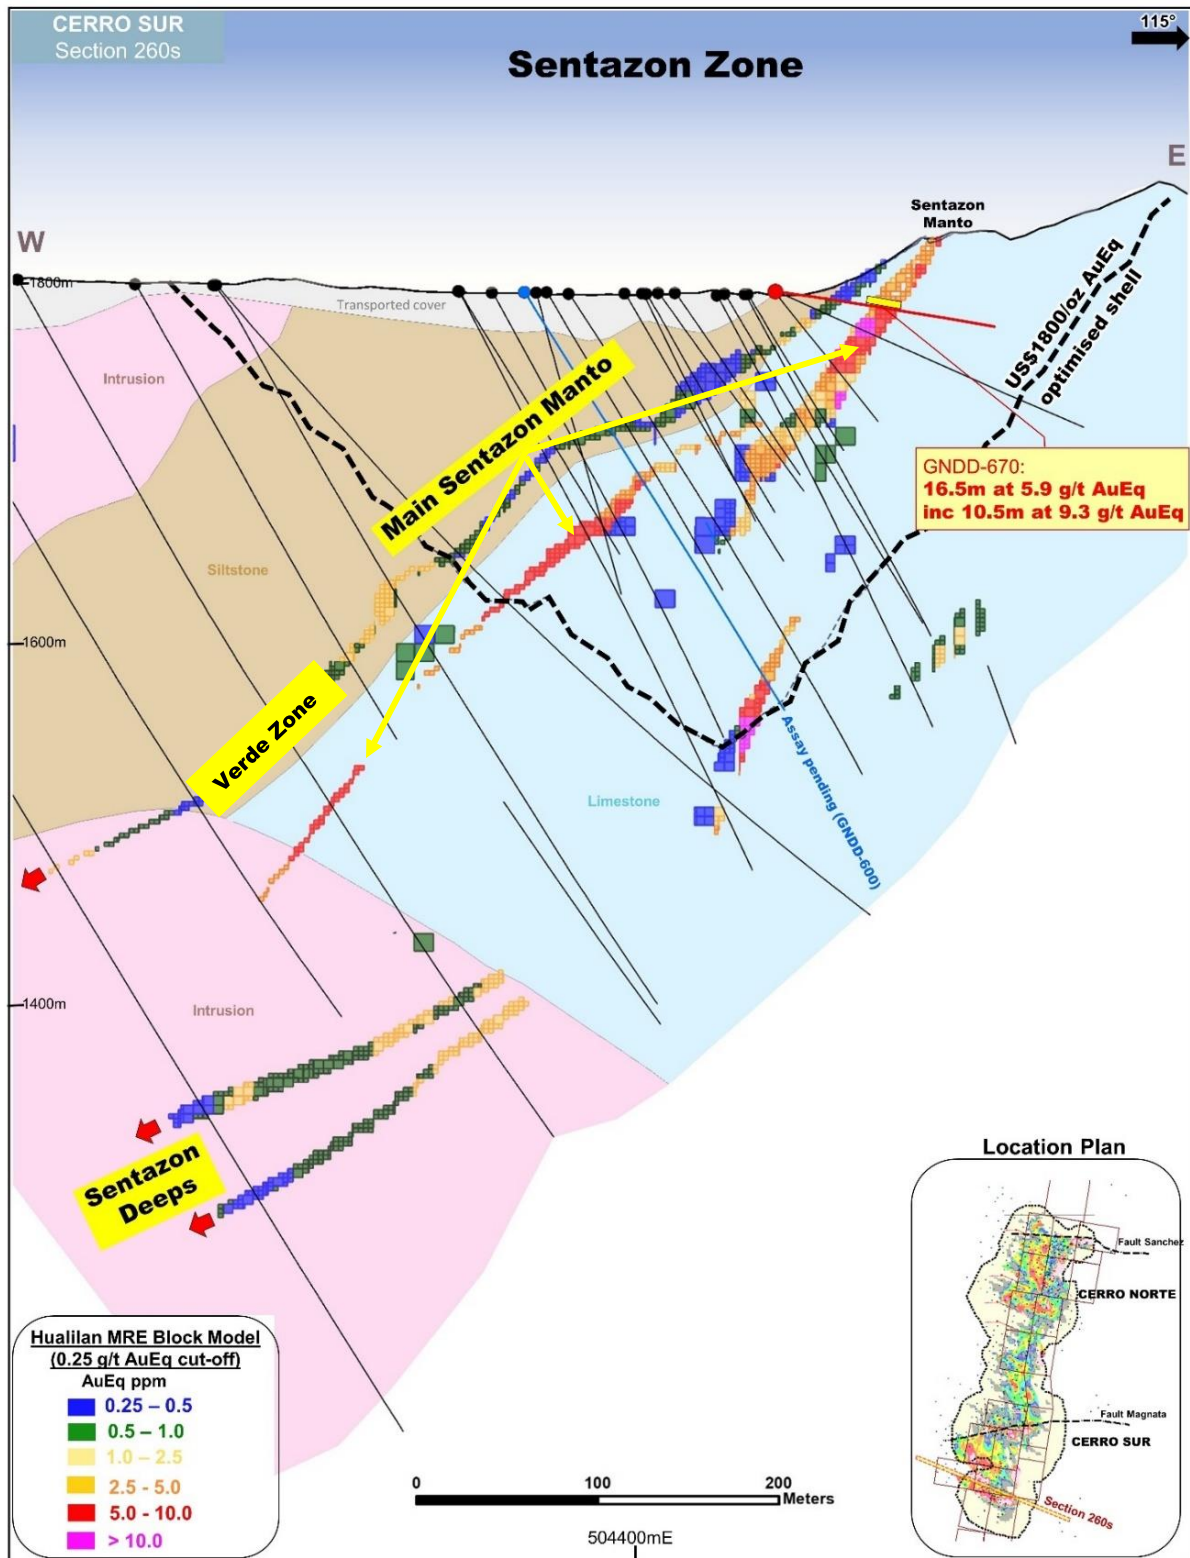 CERRO SUR
Section 260s
115°
Sentazon Zone
E
Sentazon
Manto
W
1800m
Transported cover
US$1800/oz AuEq
optimised shell
Intrusion
Main Sentazon Manto
GNDD-670:
16.5m at 5.9 g/t AuEq
inc 10.5m at 9.3 g/t AuEq
Siltstone
1600m
Verde Zone
Assay pending (GNDD-600)
Limestone
1400m
Intrusion
Sentazon
Deeps
Location Plan
Fault Sanchez
CERRO NORTE
Fault Magnata
CERRO SUR
Section 260s
Hualilan MRE Block Model
(0.25 g/t AuEq cut-off)
AuEq ppm
0.25 – 0.5
0.5 – 1.0
1.0 – 2.5
2.5 - 5.0
5.0 - 10.0
> 10.0
0 100 200
Meters
504400mE